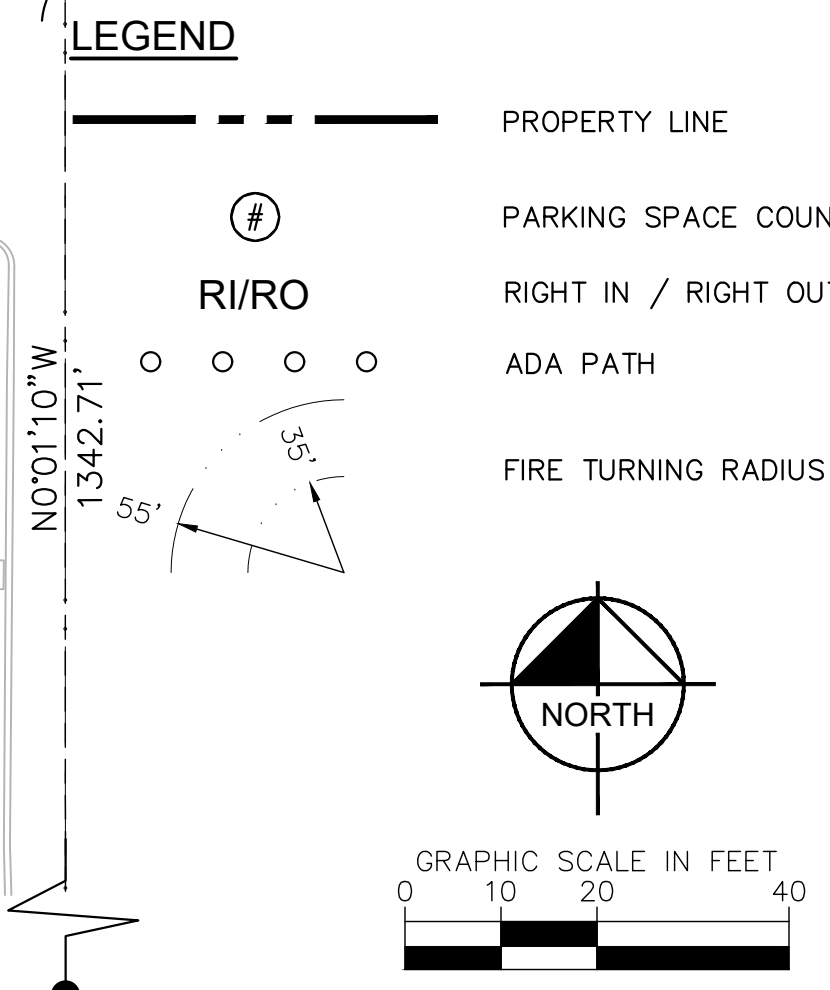 LEGEND
PROPERTY LINE
#
PARKING SPACE COUN
RI/RO
RIGHT IN / RIGHT OUT
ADA PATH
N0°01'10"W
1342.71'
35'
55'
FIRE TURNING RADIUS
NORTH
GRAPHIC SCALE IN FEET
0 10 20 40